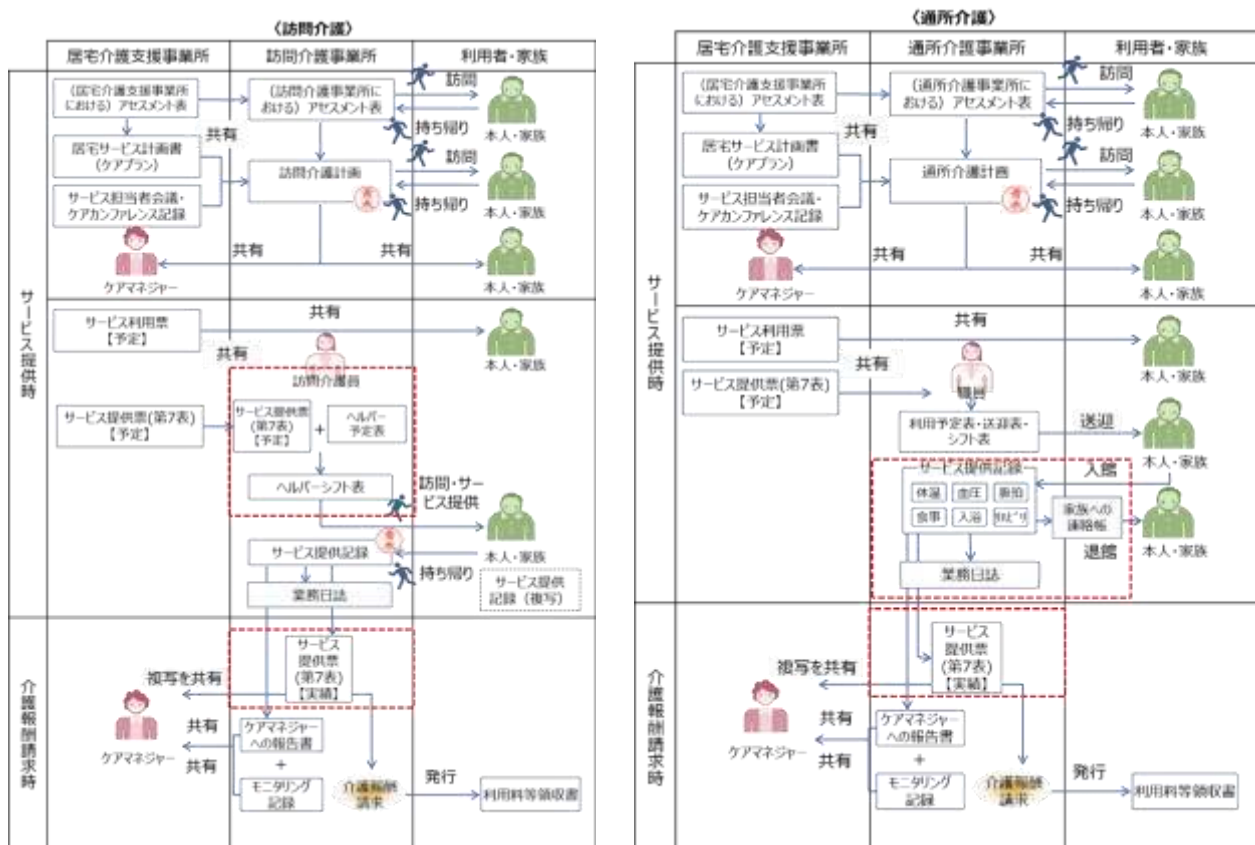 〈訪問介護〉
居宅介護支援事業所
訪問介護事業所
利用者・家族
サービス提供時
（居宅介護支援事業所
における）アセスメント表
（訪問介護事業所に
おける）アセスメント表
訪問
本人・家族
持ち帰り
共有
居宅サービス計画書
（ケアプラン）
訪問介護計画
訪問
本人・家族
持ち帰り
サービス担当者会議・
ケアカンファレンス記録
共有
共有
ケアマネジャー
本人・家族
サービス利用票
【予定】
共有
本人・家族
共有
訪問介護員
サービス提供票(第7表)
【予定】
サービス提供票
(第7表)
【予定】
+
ヘルパー
予定表
ヘルパーシフト表
訪問・サー
ビス提供
本人・家族
サービス提供記録
持ち帰り
サービス提供
記録（複写）
業務日誌
介護報酬請求時
サービス
提供票
(第7表)
【実績】
複写を共有
共有
ケアマネジャー
共有
ケアマネジャー
への報告書
+
モニタリング
記録
介護報酬
請求
発行
利用料等領収書
〈通所介護〉
居宅介護支援事業所
通所介護事業所
利用者・家族
サービス提供時
（居宅介護支援事業所
における）アセスメント表
（通所介護事業所に
おける）アセスメント表
訪問
本人・家族
持ち帰り
共有
居宅サービス計画書
（ケアプラン）
通所介護計画
訪問
本人・家族
持ち帰り
サービス担当者会議・
ケアカンファレンス記録
共有
共有
ケアマネジャー
本人・家族
サービス利用票
【予定】
共有
本人・家族
共有
サービス提供票(第7表)
【予定】
職員
利用予定表・送迎表・
シフト表
送迎
本人・家族
サービス提供記録
入館
体温
血圧
脈拍
食事
入浴
ﾘﾊﾋﾞﾘ
家族への
連絡帳
退館
本人・家族
業務日誌
介護報酬請求時
サービス
提供票
(第7表)
【実績】
複写を共有
共有
ケアマネジャー
共有
ケアマネジャー
への報告書
+
モニタリング
記録
介護報酬
請求
発行
利用料等領収書